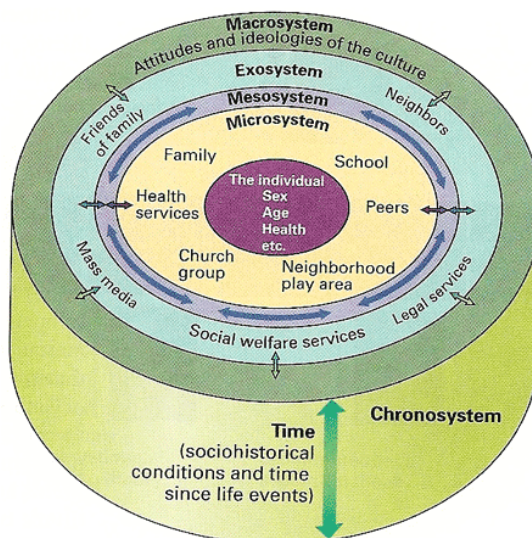 Macrosystem
Attitudes and ideologies of the culture
Exosystem
Mesosystem
Microsystem
Friends
of family
Neighbors
Family
School
The individual
Sex
Age
Health
etc.
Health
services
Peers
Church
group
Neighborhood
play area
Mass media
Legal services
Social welfare services
Chronosystem
Time
(sociohistorical
conditions and time
since life events)